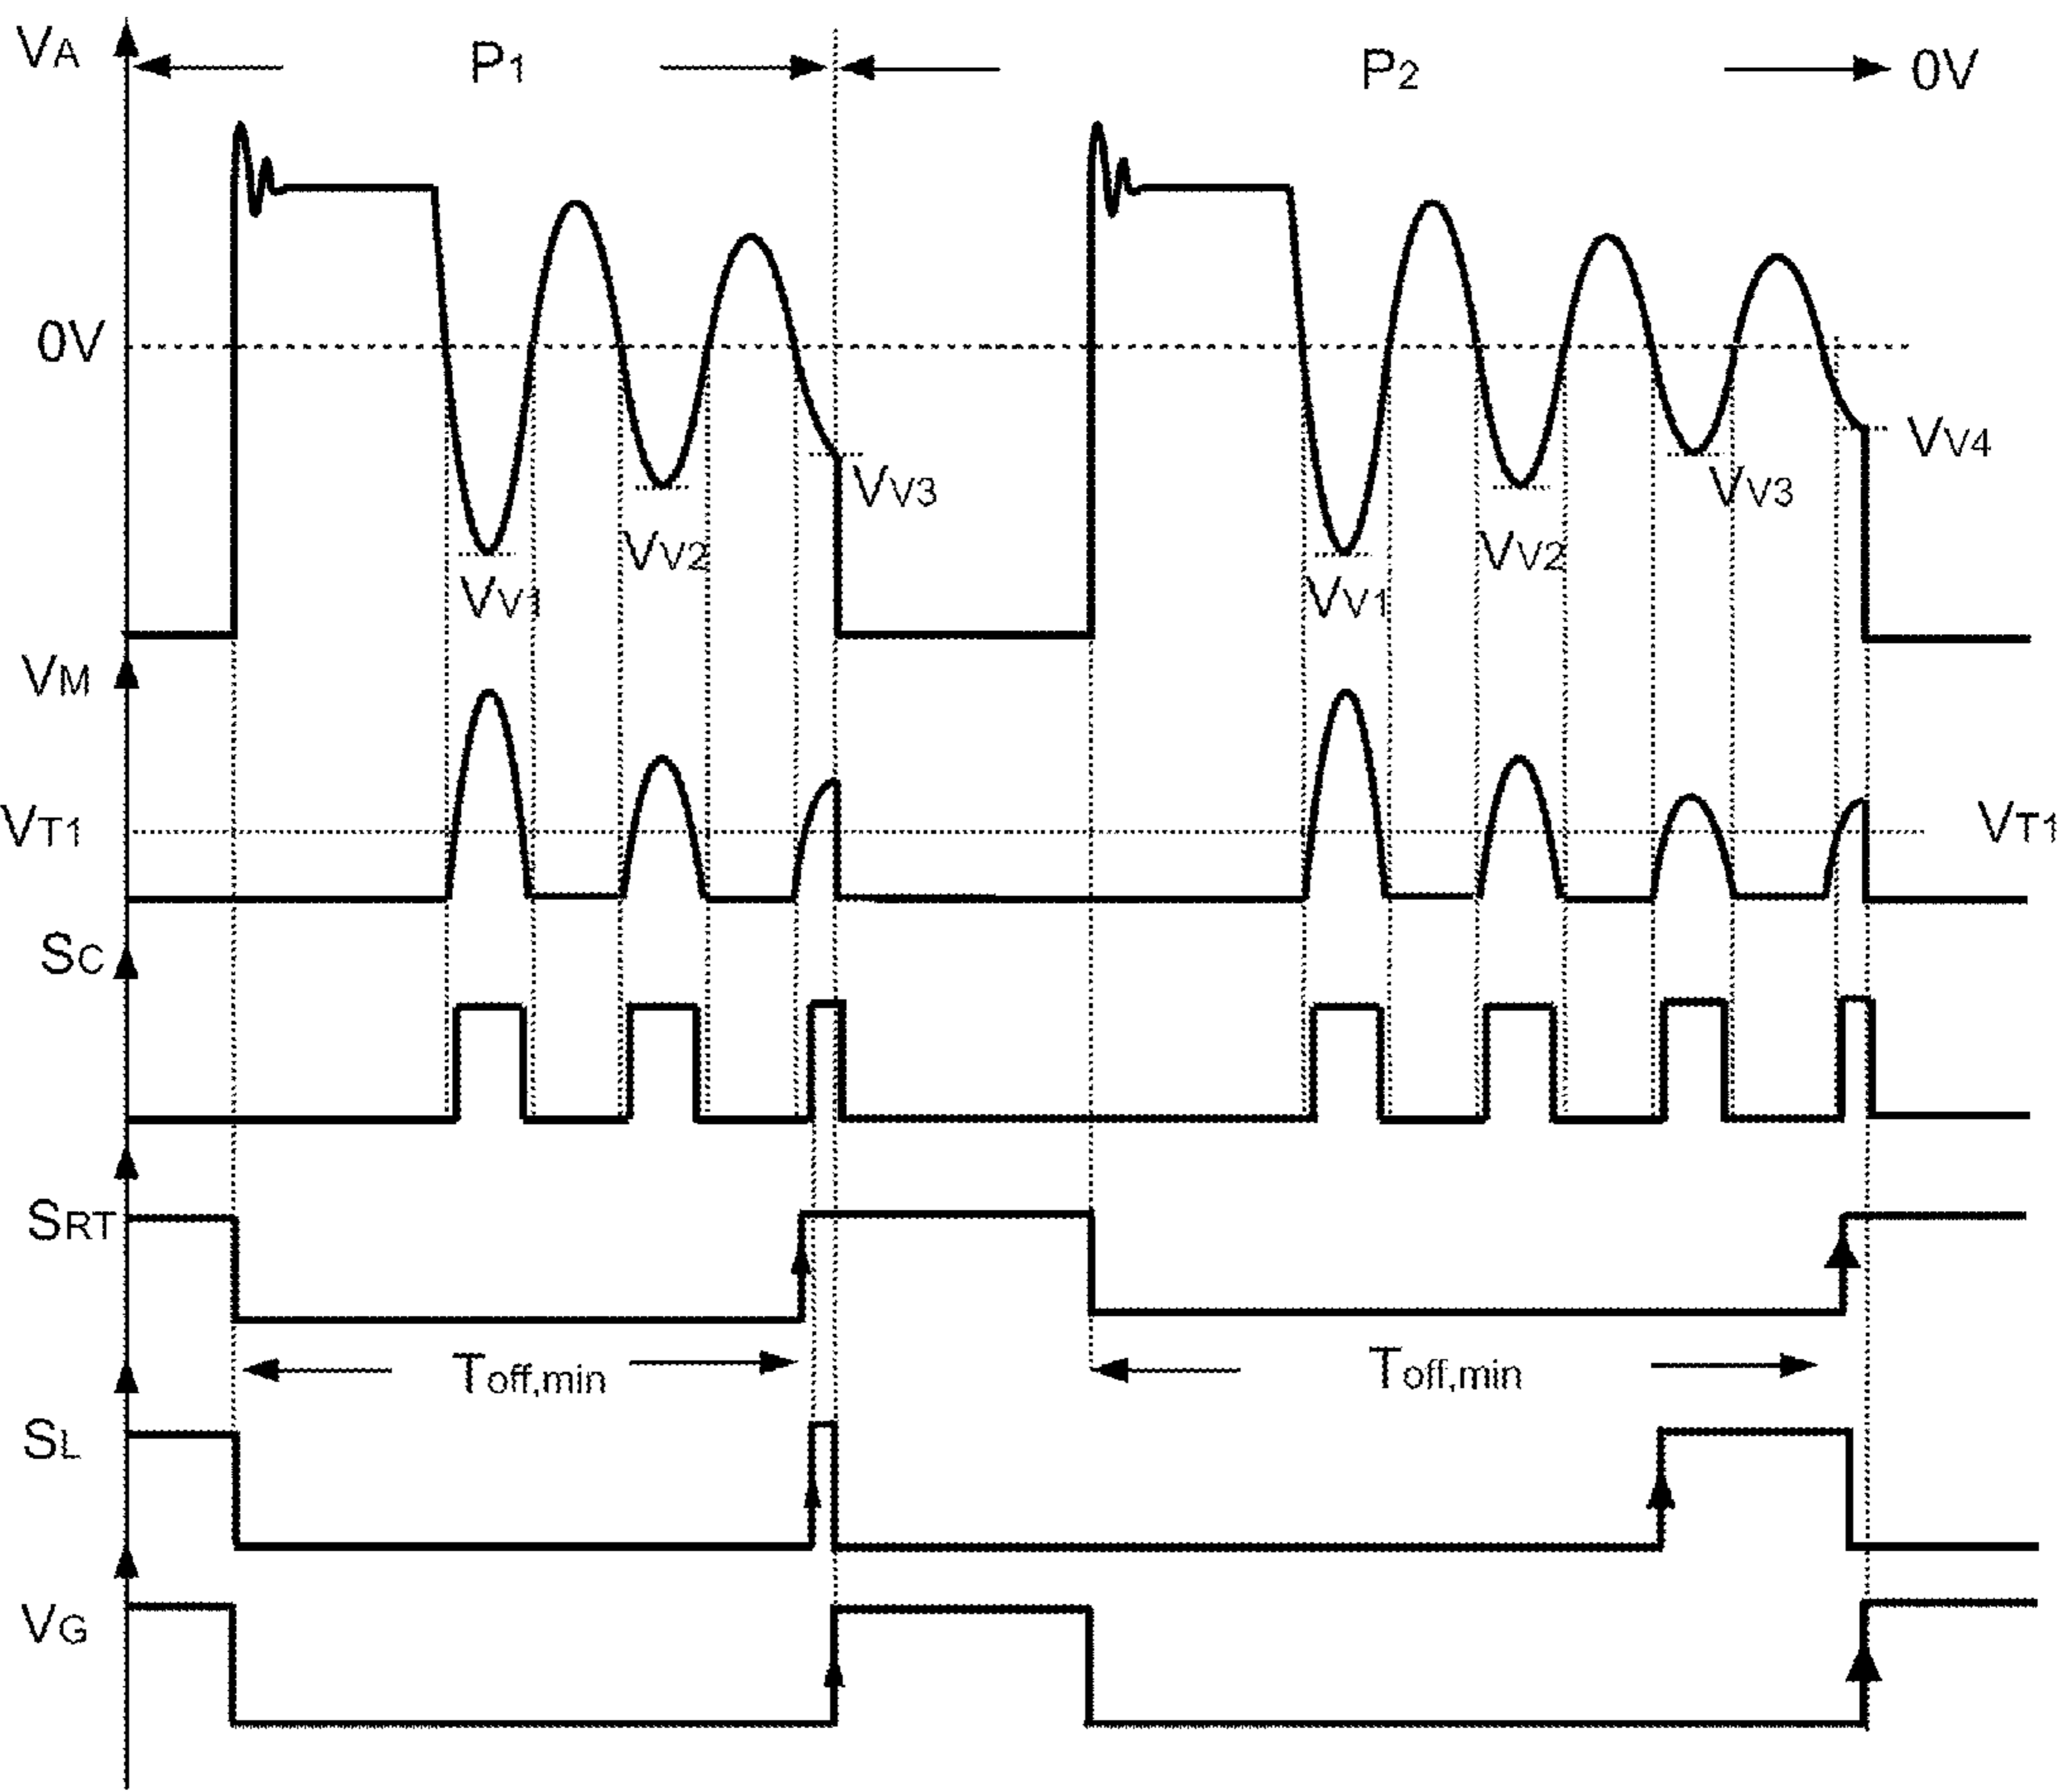 VA P1 P2 0V
0V
VV4
VV3 VV3
VV2 VV2
VV1 VV1
VM
VT1 VT1
SC
SRT
Toff,min Toff,min
SL
VG